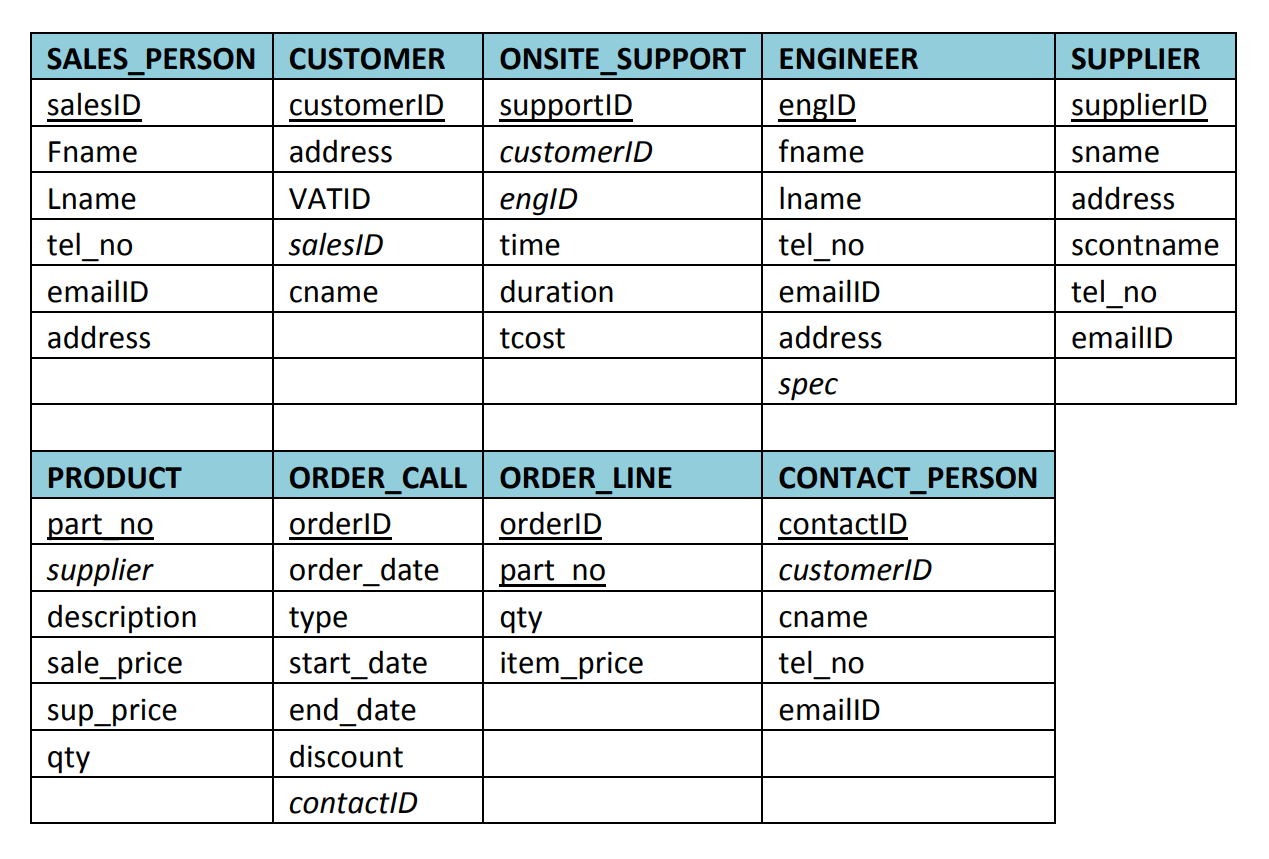 SALES_PERSON CUSTOMER ONSITE_SUPPORT ENGINEER SUPPLIER
salesID customerID supportID engID supplierID
Fname address customerID fname sname
Lname VATID engID lname address
tel_no salesID time tel_no scontname
emailID cname duration emailID tel_no
address tcost address emailID
spec
PRODUCT ORDER_CALL ORDER_LINE CONTACT_PERSON
part_no orderID orderID contactID
supplier order_date part_no customerID
description type qty cname
sale_price start_date item_price tel_no
sup_price end_date emailID
qty discount
contactID